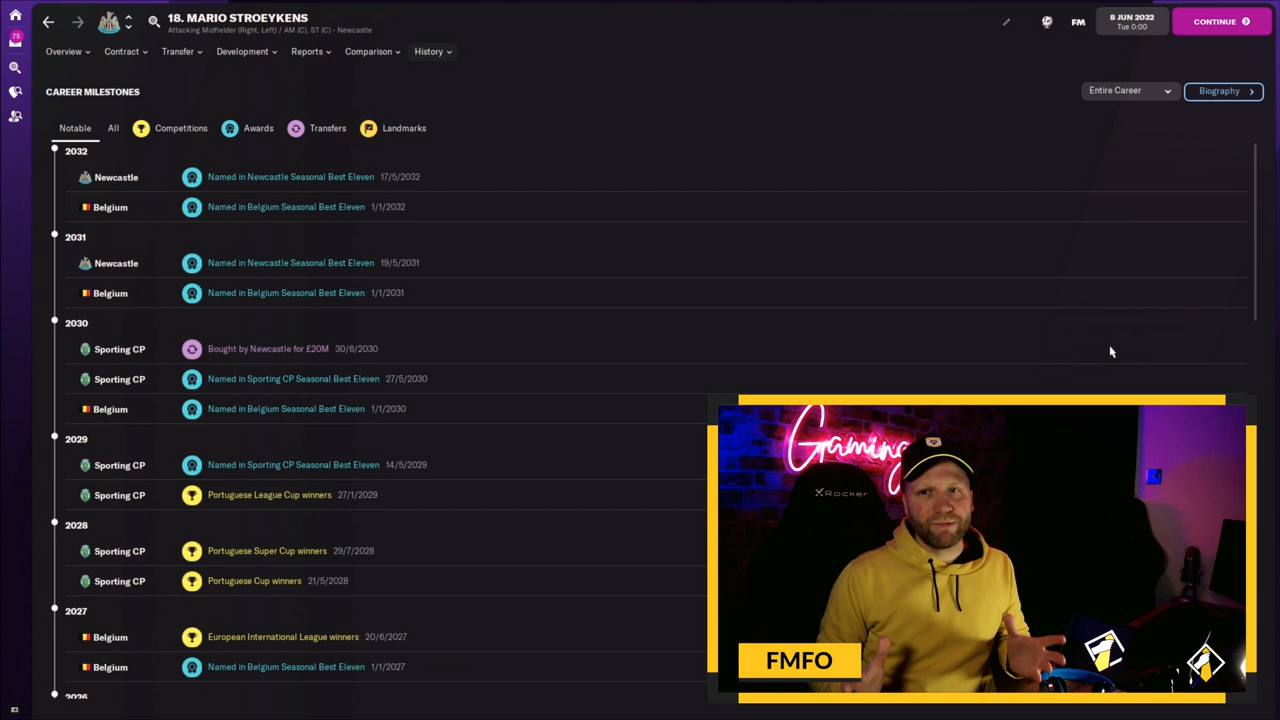 75
18. MARIO STROEYKENS
Attacking Midfielder (Right, Left) / AM (C), ST (C) - Newcastle
FM
8 JUN 2032
Tue 0:00
CONTINUE
Overview
Contract
Transfer
Development
Reports
Comparison
History
CAREER MILESTONES
Entire Career
Biography
Notable
All
Competitions
Awards
Transfers
Landmarks
2032
Newcastle Named in Newcastle Seasonal Best Eleven 17/5/2032
Belgium Named in Belgium Seasonal Best Eleven 1/1/2032
2031
Newcastle Named in Newcastle Seasonal Best Eleven 19/5/2031
Belgium Named in Belgium Seasonal Best Eleven 1/1/2031
2030
Sporting CP Bought by Newcastle for £20M 30/6/2030
Sporting CP Named in Sporting CP Seasonal Best Eleven 27/5/2030
Belgium Named in Belgium Seasonal Best Eleven 1/1/2030
2029
Sporting CP Named in Sporting CP Seasonal Best Eleven 14/5/2029
Sporting CP Portuguese League Cup winners 27/1/2029
2028
Sporting CP Portuguese Super Cup winners 29/7/2028
Sporting CP Portuguese Cup winners 21/5/2028
2027
Belgium European International League winners 20/6/2027
Belgium Named in Belgium Seasonal Best Eleven 1/1/2027
2026
Gaming
XRocker
FMFO